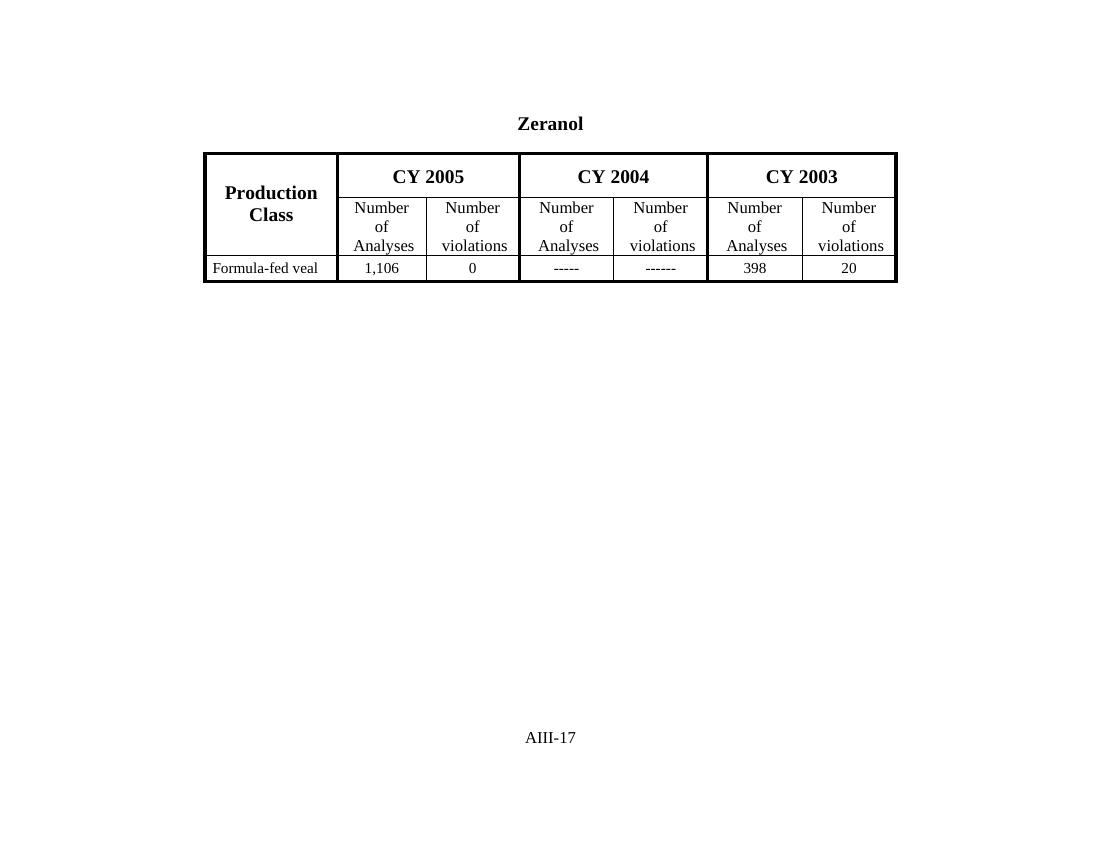 Zeranol
Production Class
CY 2005
CY 2004
CY 2003
Number of Analyses
Number of violations
Number of Analyses
Number of violations
Number of Analyses
Number of violations
Formula-fed veal 1,106 0 ----- ------ 398 20
AIII-17